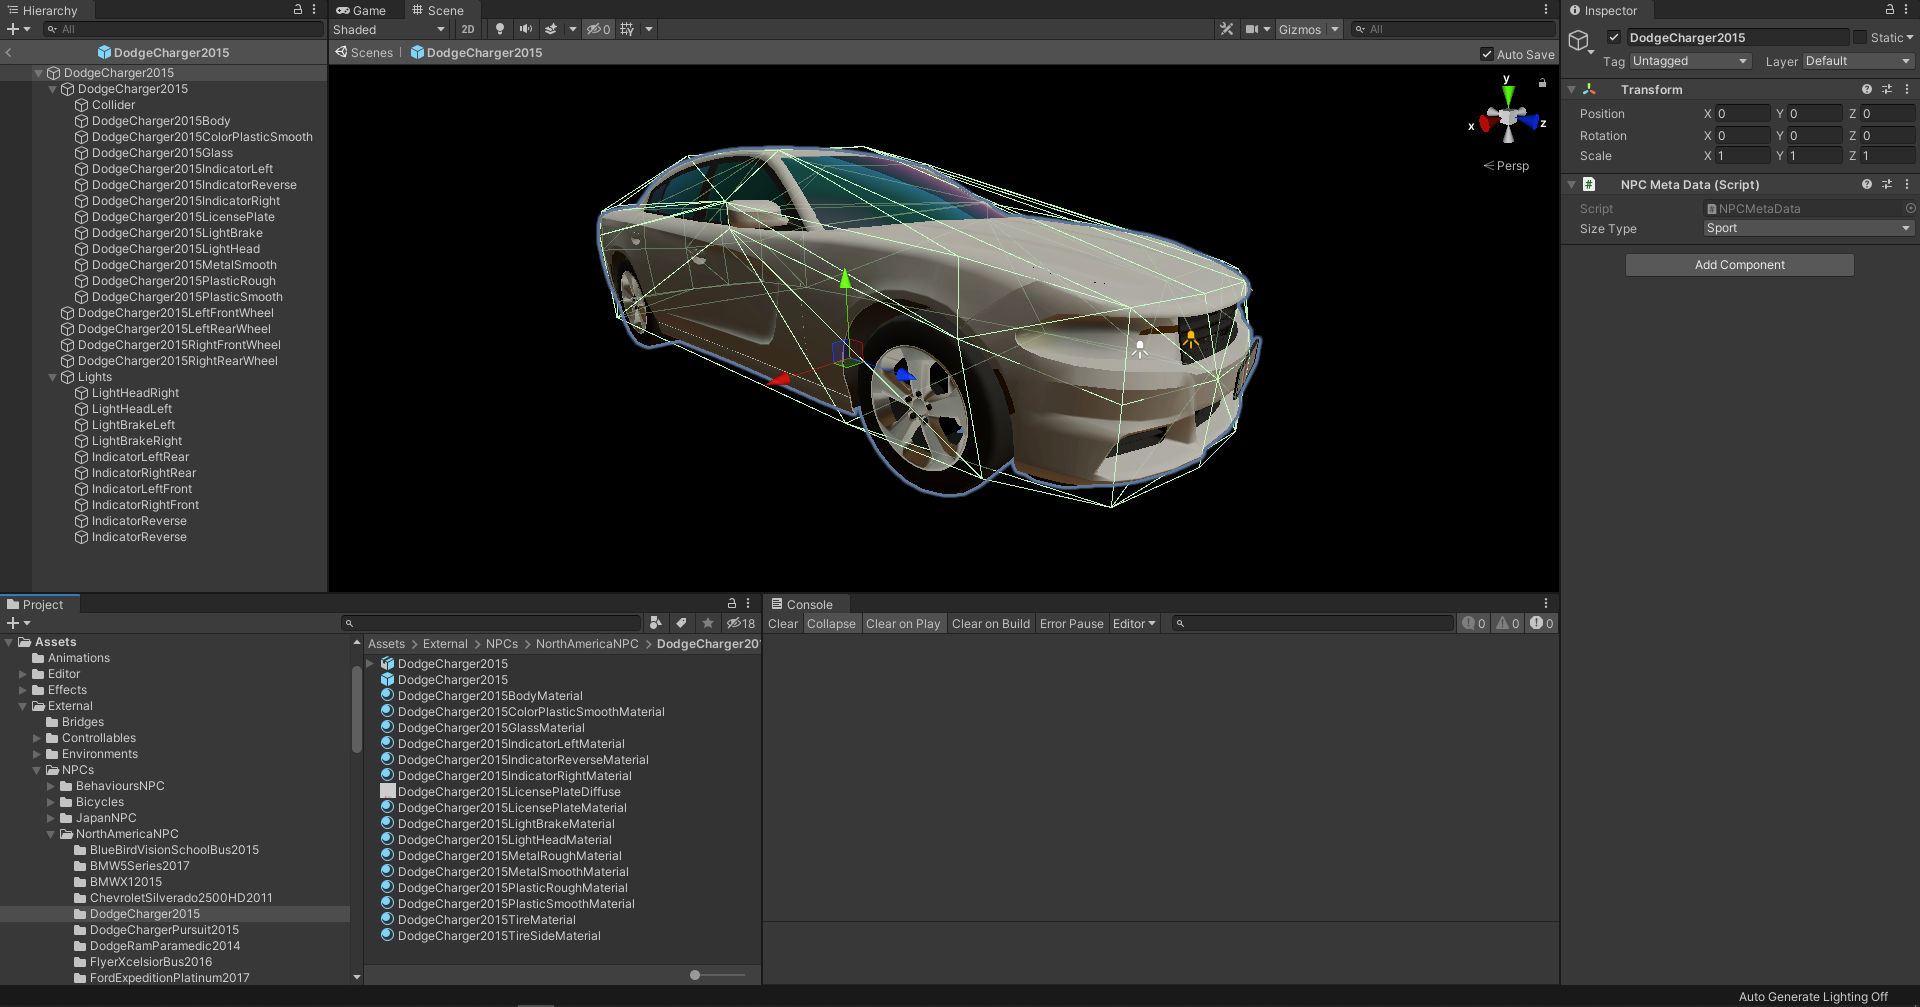 Hierarchy
All
DodgeCharger2015
DodgeCharger2015
DodgeCharger2015
Collider
DodgeCharger2015Body
DodgeCharger2015ColorPlasticSmooth
DodgeCharger2015Glass
DodgeCharger2015IndicatorLeft
DodgeCharger2015IndicatorReverse
DodgeCharger2015IndicatorRight
DodgeCharger2015LicensePlate
DodgeCharger2015LightBrake
DodgeCharger2015LightHead
DodgeCharger2015MetalSmooth
DodgeCharger2015PlasticRough
DodgeCharger2015PlasticSmooth
DodgeCharger2015LeftFrontWheel
DodgeCharger2015LeftRearWheel
DodgeCharger2015RightFrontWheel
DodgeCharger2015RightRearWheel
Lights
LightHeadRight
LightHeadLeft
LightBrakeLeft
LightBrakeRight
IndicatorLeftRear
IndicatorRightRear
IndicatorLeftFront
IndicatorRightFront
IndicatorReverse
IndicatorReverse
Game Scene
Shaded 2D 0 Gizmos All
Scenes DodgeCharger2015 Auto Save
y
x z
< Persp
Inspector
DodgeCharger2015 Static
Tag Untagged Layer Default
Transform
Position X 0 Y 0 Z 0
Rotation X 0 Y 0 Z 0
Scale X 1 Y 1 Z 1
# NPC Meta Data (Script)
Script NPCMetaData
Size Type Sport
Add Component
Project
18
Assets
Animations
Editor
Effects
External
Bridges
Controllables
Environments
NPCs
BehavioursNPC
Bicycles
JapanNPC
NorthAmericaNPC
BlueBirdVisionSchoolBus2015
BMW5Series2017
BMWX12015
ChevroletSilverado2500HD2011
DodgeCharger2015
DodgeChargerPursuit2015
DodgeRamParamedic2014
FlyerXcelsiorBus2016
FordExpeditionPlatinum2017
Assets > External > NPCs > NorthAmericaNPC > DodgeCharger20
DodgeCharger2015
DodgeCharger2015
DodgeCharger2015BodyMaterial
DodgeCharger2015ColorPlasticSmoothMaterial
DodgeCharger2015GlassMaterial
DodgeCharger2015IndicatorLeftMaterial
DodgeCharger2015IndicatorReverseMaterial
DodgeCharger2015IndicatorRightMaterial
DodgeCharger2015LicensePlateDiffuse
DodgeCharger2015LicensePlateMaterial
DodgeCharger2015LightBrakeMaterial
DodgeCharger2015LightHeadMaterial
DodgeCharger2015MetalRoughMaterial
DodgeCharger2015MetalSmoothMaterial
DodgeCharger2015PlasticRoughMaterial
DodgeCharger2015PlasticSmoothMaterial
DodgeCharger2015TireMaterial
DodgeCharger2015TireSideMaterial
Console
Clear Collapse Clear on Play Clear on Build Error Pause Editor 0 0 0
Auto Generate Lighting Off